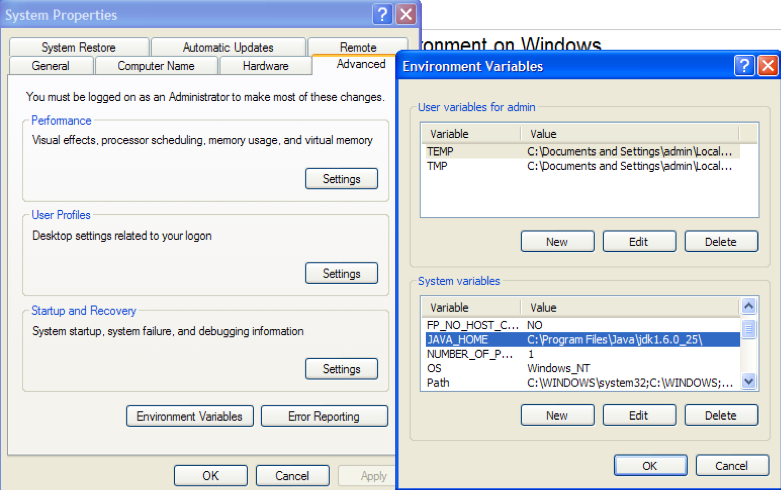 System Properties
System Restore
Automatic Updates
Remote
General
Computer Name
Hardware
Advanced
You must be logged on as an Administrator to make most of these changes.
Performance
Visual effects, processor scheduling, memory usage, and virtual memory
Settings
User Profiles
Desktop settings related to your logon
Settings
Startup and Recovery
System startup, system failure, and debugging information
Settings
Environment Variables
Error Reporting
OK
Cancel
Apply
ronment on Windows
Environment Variables
User variables for admin
Variable Value
TEMP C:\Documents and Settings\admin\Local...
TMP C:\Documents and Settings\admin\Local...
New
Edit
Delete
System variables
Variable Value
FP_NO_HOST_C... NO
JAVA_HOME C:\Program Files\Java\jdk1.6.0_25\
NUMBER_OF_P... 1
OS Windows_NT
Path C:\WINDOWS\system32;C:\WINDOWS;...
New
Edit
Delete
OK
Cancel